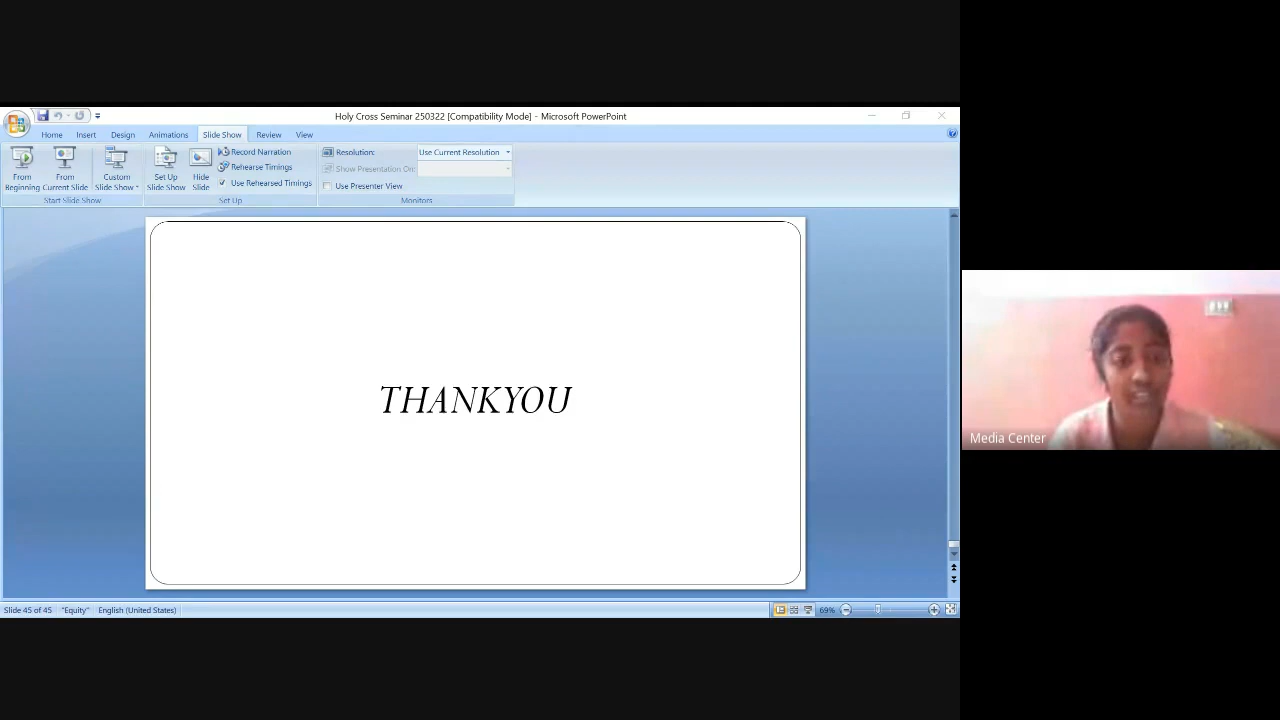 Holy Cross Seminar 250322 [Compatibility Mode] - Microsoft PowerPoint
Home Insert Design Animations Slide Show Review View
From Beginning
From Current Slide
Custom Slide Show
Start Slide Show
Set Up Slide Show
Hide Slide
Record Narration
Rehearse Timings
Use Rehearsed Timings
Set Up
Resolution: Use Current Resolution
Show Presentation On:
Use Presenter View
Monitors
THANKYOU
Media Center
Slide 45 of 45 "Equity" English (United States) 69%